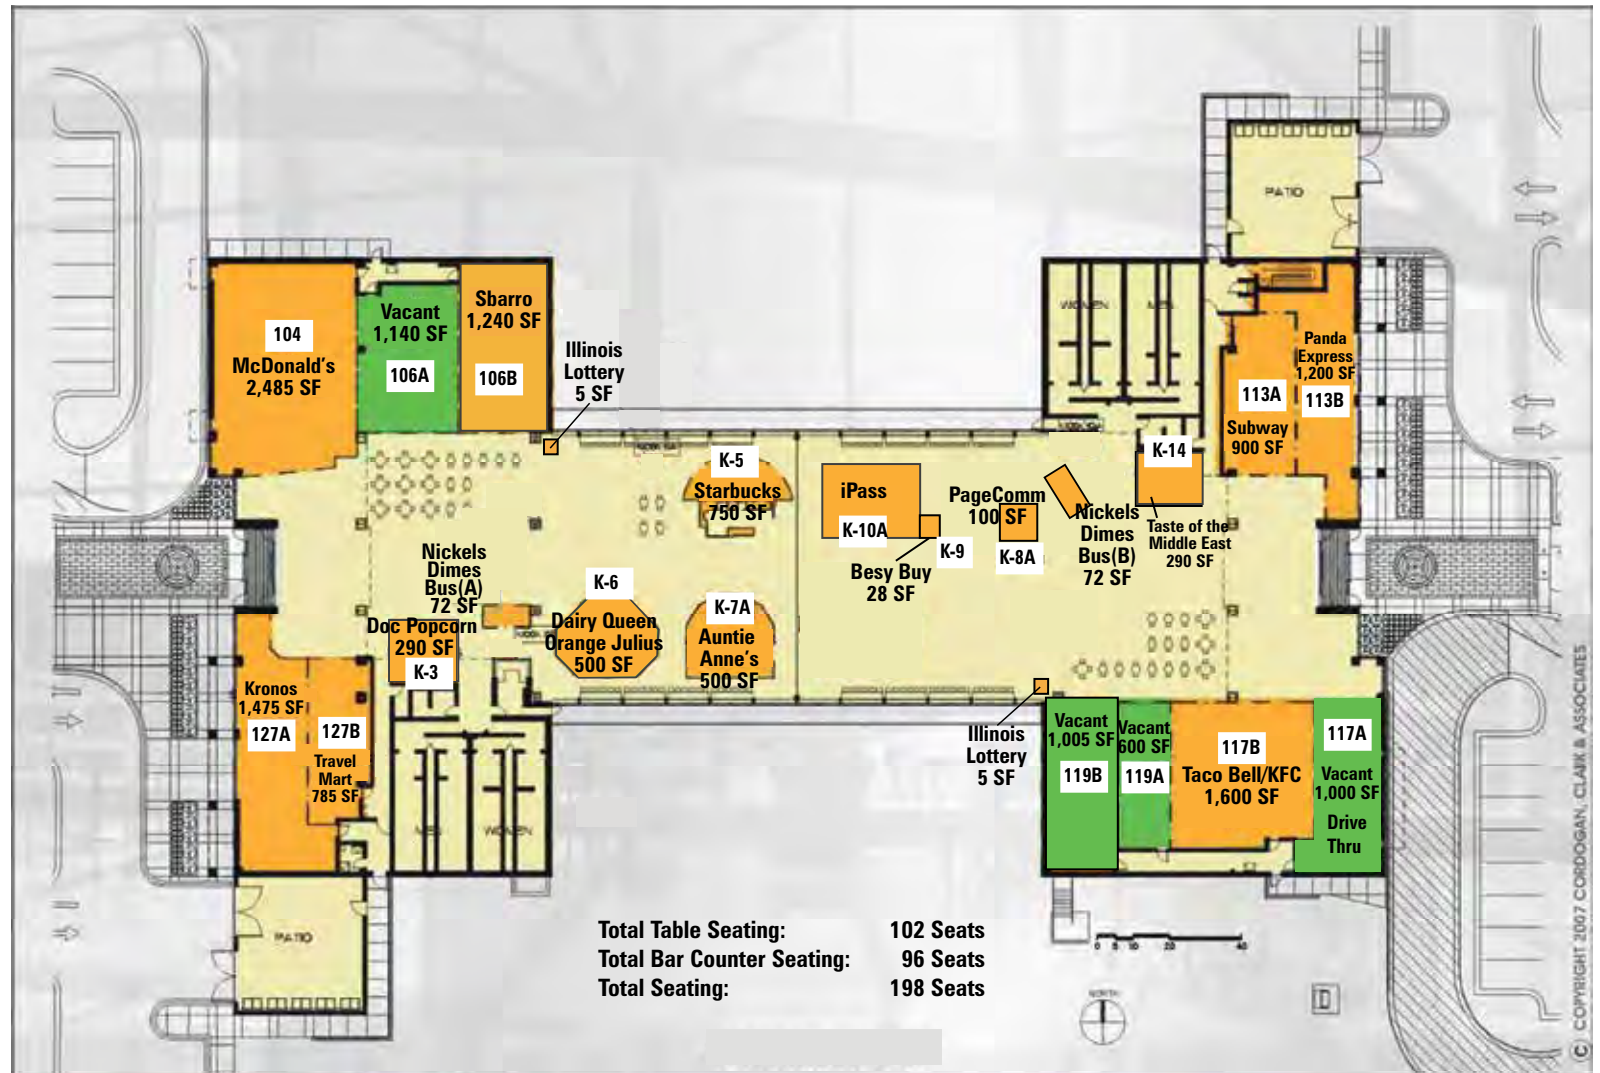 PATIO
104
McDonald's
2,485 SF
Vacant
1,140 SF
106A
Sbarro
1,240 SF
106B
Illinois
Lottery
5 SF
WOMEN
MEN
113A
Subway
900 SF
Panda
Express
1,200 SF
113B
K-5
Starbucks
750 SF
iPass
K-10A
K-9
Besy Buy
28 SF
PageComm
100 SF
K-8A
Nickels
Dimes
Bus(B)
72 SF
K-14
Taste of the
Middle East
290 SF
Nickels
Dimes
Bus(A)
72 SF
Doc Popcorn
290 SF
K-3
K-6
Dairy Queen
Orange Julius
500 SF
K-7A
Auntie
Anne's
500 SF
Kronos
1,475 SF
127A
127B
Travel
Mart
785 SF
MEN
WOMEN
Illinois
Lottery
5 SF
Vacant
1,005 SF
119B
Vacant
600 SF
119A
117B
Taco Bell/KFC
1,600 SF
117A
Vacant
1,000 SF
Drive
Thru
PATIO
Total Table Seating: 102 Seats
Total Bar Counter Seating: 96 Seats
Total Seating: 198 Seats
0 5 10 20 40
NORTH
© COPYRIGHT 2007 CORDOGAN, CLARK & ASSOCIATES